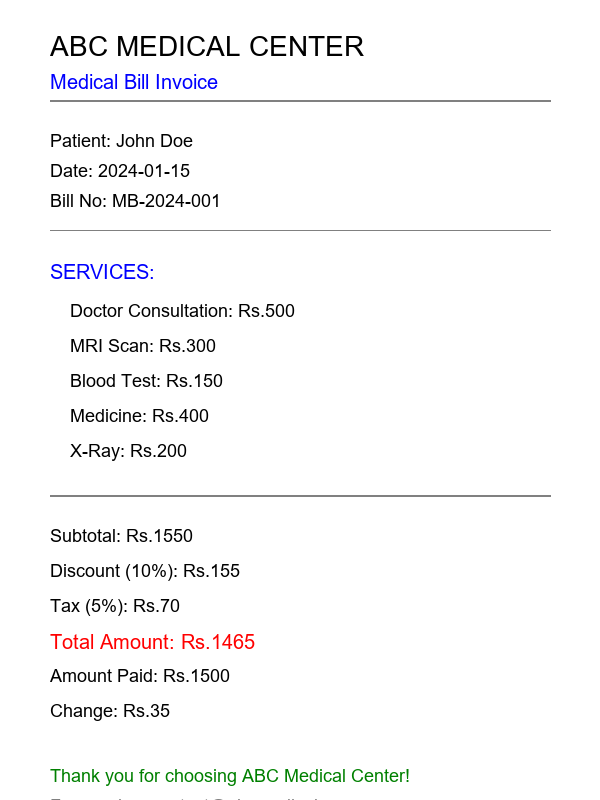 ABC MEDICAL CENTER
Medical Bill Invoice
Patient: John Doe
Date: 2024-01-15
Bill No: MB-2024-001
SERVICES:
Doctor Consultation: Rs.500
MRI Scan: Rs.300
Blood Test: Rs.150
Medicine: Rs.400
X-Ray: Rs.200
Subtotal: Rs.1550
Discount (10%): Rs.155
Tax (5%): Rs.70
Total Amount: Rs.1465
Amount Paid: Rs.1500
Change: Rs.35
Thank you for choosing ABC Medical Center!